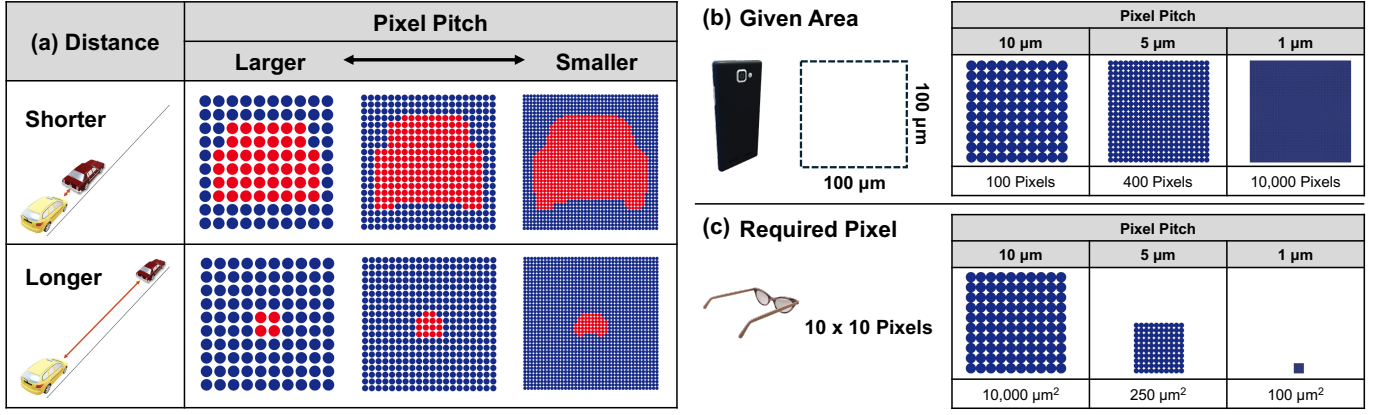 (a) Distance
Pixel Pitch
Larger
Smaller
Shorter
Longer
(b) Given Area
100 µm
100 µm
Pixel Pitch
10 µm 5 µm 1 µm
100 Pixels 400 Pixels 10,000 Pixels
(c) Required Pixel
10 x 10 Pixels
Pixel Pitch
10 µm 5 µm 1 µm
10,000 µm² 250 µm² 100 µm²